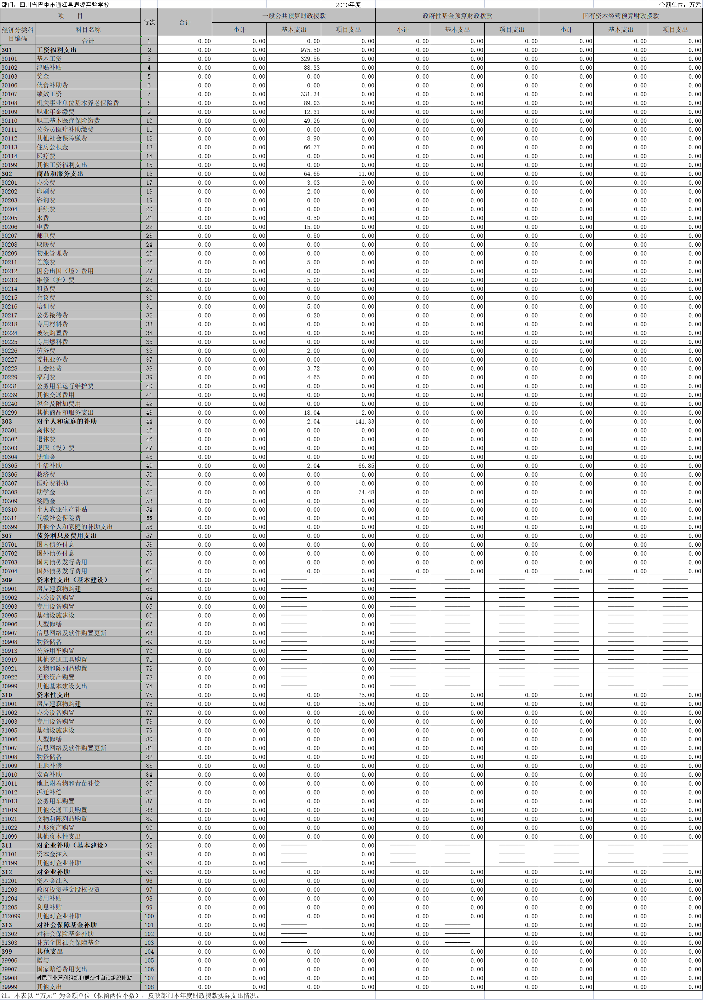 部门：四川省巴中市通江县思源实验学校 2020年度 金额单位：万元
项 目 行次 合计 一般公共预算财政拨款 政府性基金预算财政拨款 国有资本经营预算财政拨款
经济分类科目编码 科目名称 小计 基本支出 项目支出 小计 基本支出 项目支出 小计 基本支出 项目支出
合计 1 0.00 0.00 0.00 0.00 0.00 0.00 0.00 0.00 0.00 0.00
301 工资福利支出 2 0.00 0.00 975.50 0.00 0.00 0.00 0.00 0.00 0.00 0.00
30101 基本工资 3 0.00 0.00 329.56 0.00 0.00 0.00 0.00 0.00 0.00 0.00
30102 津贴补贴 4 0.00 0.00 88.33 0.00 0.00 0.00 0.00 0.00 0.00 0.00
30103 奖金 5 0.00 0.00 0.00 0.00 0.00 0.00 0.00 0.00 0.00 0.00
30106 伙食补助费 6 0.00 0.00 0.00 0.00 0.00 0.00 0.00 0.00 0.00 0.00
30107 绩效工资 7 0.00 0.00 331.34 0.00 0.00 0.00 0.00 0.00 0.00 0.00
30108 机关事业单位基本养老保险费 8 0.00 0.00 89.03 0.00 0.00 0.00 0.00 0.00 0.00 0.00
30109 职业年金缴费 9 0.00 0.00 12.31 0.00 0.00 0.00 0.00 0.00 0.00 0.00
30110 职工基本医疗保险缴费 10 0.00 0.00 49.26 0.00 0.00 0.00 0.00 0.00 0.00 0.00
30111 公务员医疗补助缴费 11 0.00 0.00 0.00 0.00 0.00 0.00 0.00 0.00 0.00 0.00
30112 其他社会保障缴费 12 0.00 0.00 8.90 0.00 0.00 0.00 0.00 0.00 0.00 0.00
30113 住房公积金 13 0.00 0.00 66.77 0.00 0.00 0.00 0.00 0.00 0.00 0.00
30114 医疗费 14 0.00 0.00 0.00 0.00 0.00 0.00 0.00 0.00 0.00 0.00
30199 其他工资福利支出 15 0.00 0.00 0.00 0.00 0.00 0.00 0.00 0.00 0.00 0.00
302 商品和服务支出 16 0.00 0.00 64.65 11.00 0.00 0.00 0.00 0.00 0.00 0.00
30201 办公费 17 0.00 0.00 3.03 9.00 0.00 0.00 0.00 0.00 0.00 0.00
30202 印刷费 18 0.00 0.00 2.00 0.00 0.00 0.00 0.00 0.00 0.00 0.00
30203 咨询费 19 0.00 0.00 0.00 0.00 0.00 0.00 0.00 0.00 0.00 0.00
30204 手续费 20 0.00 0.00 0.00 0.00 0.00 0.00 0.00 0.00 0.00 0.00
30205 水费 21 0.00 0.00 0.50 0.00 0.00 0.00 0.00 0.00 0.00 0.00
30206 电费 22 0.00 0.00 15.00 0.00 0.00 0.00 0.00 0.00 0.00 0.00
30207 邮电费 23 0.00 0.00 0.50 0.00 0.00 0.00 0.00 0.00 0.00 0.00
30208 取暖费 24 0.00 0.00 0.00 0.00 0.00 0.00 0.00 0.00 0.00 0.00
30209 物业管理费 25 0.00 0.00 0.00 0.00 0.00 0.00 0.00 0.00 0.00 0.00
30211 差旅费 26 0.00 0.00 5.00 0.00 0.00 0.00 0.00 0.00 0.00 0.00
30212 因公出国（境）费用 27 0.00 0.00 0.00 0.00 0.00 0.00 0.00 0.00 0.00 0.00
30213 维修（护）费 28 0.00 0.00 5.00 0.00 0.00 0.00 0.00 0.00 0.00 0.00
30214 租赁费 29 0.00 0.00 0.00 0.00 0.00 0.00 0.00 0.00 0.00 0.00
30215 会议费 30 0.00 0.00 0.00 0.00 0.00 0.00 0.00 0.00 0.00 0.00
30216 培训费 31 0.00 0.00 5.00 0.00 0.00 0.00 0.00 0.00 0.00 0.00
30217 公务接待费 32 0.00 0.00 0.20 0.00 0.00 0.00 0.00 0.00 0.00 0.00
30218 专用材料费 33 0.00 0.00 0.00 0.00 0.00 0.00 0.00 0.00 0.00 0.00
30224 被装购置费 34 0.00 0.00 0.00 0.00 0.00 0.00 0.00 0.00 0.00 0.00
30225 专用燃料费 35 0.00 0.00 0.00 0.00 0.00 0.00 0.00 0.00 0.00 0.00
30226 劳务费 36 0.00 0.00 2.00 0.00 0.00 0.00 0.00 0.00 0.00 0.00
30227 委托业务费 37 0.00 0.00 0.00 0.00 0.00 0.00 0.00 0.00 0.00 0.00
30228 工会经费 38 0.00 0.00 3.72 0.00 0.00 0.00 0.00 0.00 0.00 0.00
30229 福利费 39 0.00 0.00 4.65 0.00 0.00 0.00 0.00 0.00 0.00 0.00
30231 公务用车运行维护费 40 0.00 0.00 0.00 0.00 0.00 0.00 0.00 0.00 0.00 0.00
30239 其他交通费用 41 0.00 0.00 0.00 0.00 0.00 0.00 0.00 0.00 0.00 0.00
30240 税金及附加费用 42 0.00 0.00 0.00 0.00 0.00 0.00 0.00 0.00 0.00 0.00
30299 其他商品和服务支出 43 0.00 0.00 18.04 2.00 0.00 0.00 0.00 0.00 0.00 0.00
303 对个人和家庭的补助 44 0.00 0.00 2.04 141.33 0.00 0.00 0.00 0.00 0.00 0.00
30301 离休费 45 0.00 0.00 0.00 0.00 0.00 0.00 0.00 0.00 0.00 0.00
30302 退休费 46 0.00 0.00 0.00 0.00 0.00 0.00 0.00 0.00 0.00 0.00
30303 退职（役）费 47 0.00 0.00 0.00 0.00 0.00 0.00 0.00 0.00 0.00 0.00
30304 抚恤金 48 0.00 0.00 0.00 0.00 0.00 0.00 0.00 0.00 0.00 0.00
30305 生活补助 49 0.00 0.00 2.04 66.85 0.00 0.00 0.00 0.00 0.00 0.00
30306 救济费 50 0.00 0.00 0.00 0.00 0.00 0.00 0.00 0.00 0.00 0.00
30307 医疗费补助 51 0.00 0.00 0.00 0.00 0.00 0.00 0.00 0.00 0.00 0.00
30308 助学金 52 0.00 0.00 0.00 74.48 0.00 0.00 0.00 0.00 0.00 0.00
30309 奖励金 53 0.00 0.00 0.00 0.00 0.00 0.00 0.00 0.00 0.00 0.00
30310 个人农业生产补贴 54 0.00 0.00 0.00 0.00 0.00 0.00 0.00 0.00 0.00 0.00
30311 代缴社会保险费 55 0.00 0.00 0.00 0.00 0.00 0.00 0.00 0.00 0.00 0.00
30399 其他个人和家庭的补助支出 56 0.00 0.00 0.00 0.00 0.00 0.00 0.00 0.00 0.00 0.00
307 债务利息及费用支出 57 0.00 0.00 0.00 0.00 0.00 0.00 0.00 0.00 0.00 0.00
30701 国内债务付息 58 0.00 0.00 0.00 0.00 0.00 0.00 0.00 0.00 0.00 0.00
30702 国外债务付息 59 0.00 0.00 0.00 0.00 0.00 0.00 0.00 0.00 0.00 0.00
30703 国内债务发行费用 60 0.00 0.00 0.00 0.00 0.00 0.00 0.00 0.00 0.00 0.00
30704 国外债务发行费用 61 0.00 0.00 0.00 0.00 0.00 0.00 0.00 0.00 0.00 0.00
309 资本性支出（基本建设） 62 0.00 0.00 ———— 0.00 ———— ———— ———— ———— ———— ————
30901 房屋建筑物购建 63 0.00 0.00 ———— 0.00 ———— ———— ———— ———— ———— ————
30902 办公设备购置 64 0.00 0.00 ———— 0.00 ———— ———— ———— ———— ———— ————
30903 专用设备购置 65 0.00 0.00 ———— 0.00 ———— ———— ———— ———— ———— ————
30905 基础设施建设 66 0.00 0.00 ———— 0.00 ———— ———— ———— ———— ———— ————
30906 大型修缮 67 0.00 0.00 ———— 0.00 ———— ———— ———— ———— ———— ————
30907 信息网络及软件购置更新 68 0.00 0.00 ———— 0.00 ———— ———— ———— ———— ———— ————
30908 物资储备 69 0.00 0.00 ———— 0.00 ———— ———— ———— ———— ———— ————
30913 公务用车购置 70 0.00 0.00 ———— 0.00 ———— ———— ———— ———— ———— ————
30919 其他交通工具购置 71 0.00 0.00 ———— 0.00 ———— ———— ———— ———— ———— ————
30921 文物和陈列品购置 72 0.00 0.00 ———— 0.00 ———— ———— ———— ———— ———— ————
30922 无形资产购置 73 0.00 0.00 ———— 0.00 ———— ———— ———— ———— ———— ————
30999 其他基本建设支出 74 0.00 0.00 ———— 0.00 ———— ———— ———— ———— ———— ————
310 资本性支出 75 0.00 0.00 0.00 25.00 0.00 0.00 0.00 0.00 0.00 0.00
31001 房屋建筑物购建 76 0.00 0.00 0.00 15.00 0.00 0.00 0.00 0.00 0.00 0.00
31002 办公设备购置 77 0.00 0.00 0.00 10.00 0.00 0.00 0.00 0.00 0.00 0.00
31003 专用设备购置 78 0.00 0.00 0.00 0.00 0.00 0.00 0.00 0.00 0.00 0.00
31005 基础设施建设 79 0.00 0.00 0.00 0.00 0.00 0.00 0.00 0.00 0.00 0.00
31006 大型修缮 80 0.00 0.00 0.00 0.00 0.00 0.00 0.00 0.00 0.00 0.00
31007 信息网络及软件购置更新 81 0.00 0.00 0.00 0.00 0.00 0.00 0.00 0.00 0.00 0.00
31008 物资储备 82 0.00 0.00 0.00 0.00 0.00 0.00 0.00 0.00 0.00 0.00
31009 土地补偿 83 0.00 0.00 0.00 0.00 0.00 0.00 0.00 0.00 0.00 0.00
31010 安置补助 84 0.00 0.00 0.00 0.00 0.00 0.00 0.00 0.00 0.00 0.00
31011 地上附着物和青苗补偿 85 0.00 0.00 0.00 0.00 0.00 0.00 0.00 0.00 0.00 0.00
31012 拆迁补偿 86 0.00 0.00 0.00 0.00 0.00 0.00 0.00 0.00 0.00 0.00
31013 公务用车购置 87 0.00 0.00 0.00 0.00 0.00 0.00 0.00 0.00 0.00 0.00
31019 其他交通工具购置 88 0.00 0.00 0.00 0.00 0.00 0.00 0.00 0.00 0.00 0.00
31021 文物和陈列品购置 89 0.00 0.00 0.00 0.00 0.00 0.00 0.00 0.00 0.00 0.00
31022 无形资产购置 90 0.00 0.00 0.00 0.00 0.00 0.00 0.00 0.00 0.00 0.00
31099 其他资本性支出 91 0.00 0.00 0.00 0.00 0.00 0.00 0.00 0.00 0.00 0.00
311 对企业补助（基本建设） 92 0.00 0.00 ———— 0.00 ———— ———— ———— ———— ———— ————
31101 资本金注入 93 0.00 0.00 ———— 0.00 ———— ———— ———— ———— ———— ————
31199 其他对企业补助 94 0.00 0.00 ———— 0.00 ———— ———— ———— ———— ———— ————
312 对企业补助 95 0.00 0.00 0.00 0.00 0.00 0.00 0.00 0.00 0.00 0.00
31201 资本金注入 96 0.00 0.00 0.00 0.00 0.00 0.00 0.00 0.00 0.00 0.00
31203 政府投资基金股权投资 97 0.00 0.00 0.00 0.00 0.00 0.00 0.00 0.00 0.00 0.00
31204 费用补贴 98 0.00 0.00 0.00 0.00 0.00 0.00 0.00 0.00 0.00 0.00
31205 利息补贴 99 0.00 0.00 0.00 0.00 0.00 0.00 0.00 0.00 0.00 0.00
312099 其他对企业补助 100 0.00 0.00 0.00 0.00 0.00 0.00 0.00 0.00 0.00 0.00
313 对社会保障基金补助 101 0.00 0.00 ———— 0.00 0.00 ———— 0.00 0.00 0.00 0.00
31302 对社会保险基金补助 102 0.00 0.00 ———— 0.00 0.00 ———— 0.00 0.00 0.00 0.00
31303 补充全国社会保障基金 103 0.00 0.00 ———— 0.00 0.00 ———— 0.00 0.00 0.00 0.00
399 其他支出 104 0.00 0.00 0.00 0.00 0.00 0.00 0.00 0.00 0.00 0.00
39906 赠与 105 0.00 0.00 0.00 0.00 0.00 0.00 0.00 0.00 0.00 0.00
39907 国家赔偿费用支出 106 0.00 0.00 0.00 0.00 0.00 0.00 0.00 0.00 0.00 0.00
39908 对民间非营利组织和群众性自治组织补贴 107 0.00 0.00 0.00 0.00 0.00 0.00 0.00 0.00 0.00 0.00
39999 其他支出 108 0.00 0.00 0.00 0.00 0.00 0.00 0.00 0.00 0.00 0.00
注：本表以“万元”为金额单位（保留两位小数），反映部门本年度财政拨款实际支出情况。